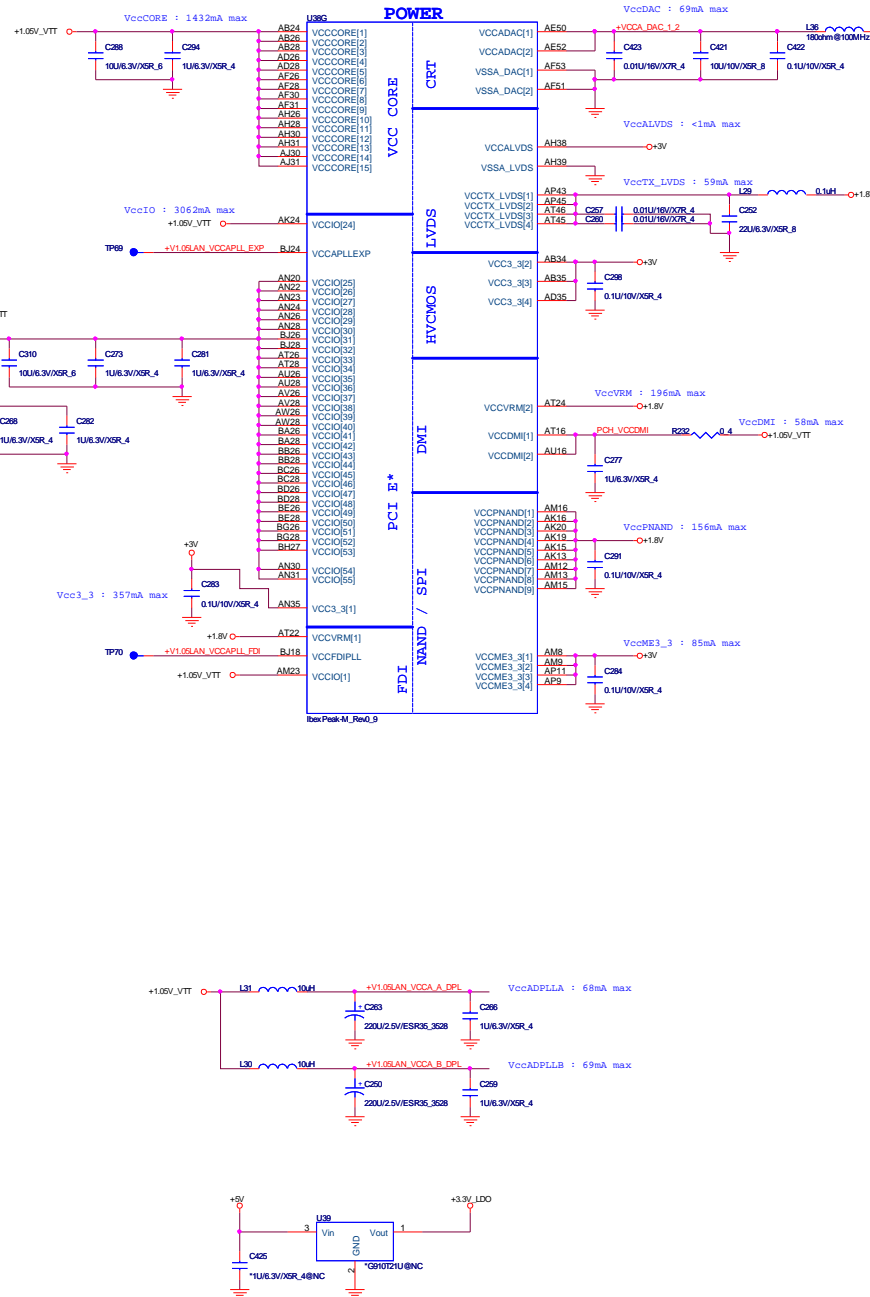 POWER
VccCORE : 1432mA max
+1.05V_VTT
C288
10U/6.3V/X5R_6
C294
1U/6.3V/X5R_4
U38G
AB24
AB26
AB28
AD26
AD28
AF26
AF28
AF30
AF31
AH26
AH28
AH30
AH31
AJ30
AJ31
VCCCORE[1]
VCCCORE[2]
VCCCORE[3]
VCCCORE[4]
VCCCORE[5]
VCCCORE[6]
VCCCORE[7]
VCCCORE[8]
VCCCORE[9]
VCCCORE[10]
VCCCORE[11]
VCCCORE[12]
VCCCORE[13]
VCCCORE[14]
VCCCORE[15]
VCC CORE
CRT
VCCADAC[1]
VCCADAC[2]
VSSA_DAC[1]
VSSA_DAC[2]
AE50
AE52
AF53
AF51
VccDAC : 69mA max
+VCCA_DAC_1_2
L36
180ohm@100MHz
C423
0.01U/16V/X7R_4
C421
10U/10V/X5R_8
C422
0.1U/10V/X5R_4
VccALVDS : <1mA max
VCCALVDS
AH38
+3V
VSSA_LVDS
AH39
LVDS
VccTX_LVDS : 59mA max
VCCTX_LVDS[1]
VCCTX_LVDS[2]
VCCTX_LVDS[3]
VCCTX_LVDS[4]
AP43
AP45
AT46
AT45
C257
0.01U/16V/X7R_4
C260
0.01U/16V/X7R_4
L29
0.1uH
+1.8
C252
22U/6.3V/X5R_8
VccIO : 3062mA max
+1.05V_VTT
AK24
VCCIO[24]
TP69
+V1.05LAN_VCCAPLL_EXP
BJ24
VCCAPLLEXP
HVCMOS
VCC3_3[2]
VCC3_3[3]
VCC3_3[4]
AB34
AB35
AD35
+3V
C298
0.1U/10V/X5R_4
TT
C310
10U/6.3V/X5R_6
C273
1U/6.3V/X5R_4
C281
1U/6.3V/X5R_4
C268
1U/6.3V/X5R_4
C282
1U/6.3V/X5R_4
AN20
AN22
AN23
AN24
AN26
AN28
BJ26
BJ28
AT26
AT28
AU26
AU28
AV26
AV28
AW26
AW28
BA26
BA28
BB26
BB28
BC26
BC28
BD26
BD28
BE26
BE28
BG26
BG28
BH27
AN30
AN31
VCCIO[25]
VCCIO[26]
VCCIO[27]
VCCIO[28]
VCCIO[29]
VCCIO[30]
VCCIO[31]
VCCIO[32]
VCCIO[33]
VCCIO[34]
VCCIO[35]
VCCIO[36]
VCCIO[37]
VCCIO[38]
VCCIO[39]
VCCIO[40]
VCCIO[41]
VCCIO[42]
VCCIO[43]
VCCIO[44]
VCCIO[45]
VCCIO[46]
VCCIO[47]
VCCIO[48]
VCCIO[49]
VCCIO[50]
VCCIO[51]
VCCIO[52]
VCCIO[53]
VCCIO[54]
VCCIO[55]
PCI E*
DMI
VccVRM : 196mA max
VCCVRM[2]
AT24
+1.8V
VccDMI : 58mA max
VCCDMI[1]
VCCDMI[2]
AT16
AU16
PCH_VCCDMI
R232
0_4
+1.05V_VTT
C277
1U/6.3V/X5R_4
NAND / SPI
VCCPNAND[1]
VCCPNAND[2]
VCCPNAND[3]
VCCPNAND[4]
VCCPNAND[5]
VCCPNAND[6]
VCCPNAND[7]
VCCPNAND[8]
VCCPNAND[9]
AM16
AK16
AK20
AK19
AK15
AK13
AM12
AM13
AM15
VccPNAND : 156mA max
+1.8V
C291
0.1U/10V/X5R_4
+3V
C283
0.1U/10V/X5R_4
Vcc3_3 : 357mA max
AN35
VCC3_3[1]
+1.8V
AT22
VCCVRM[1]
TP70
+V1.05LAN_VCCAPLL_FDI
BJ18
VCCFDIPLL
+1.05V_VTT
AM23
VCCIO[1]
FDI
VCCME3_3[1]
VCCME3_3[2]
VCCME3_3[3]
VCCME3_3[4]
AM8
AM9
AP11
AP9
VccME3_3 : 85mA max
+3V
C284
0.1U/10V/X5R_4
Ibex Peak-M_Rev0_9
+1.05V_VTT
L31
10uH
+V1.05LAN_VCCA_A_DPL
VccADPLLA : 68mA max
+
C263
220U/2.5V/ESR35_3528
C266
1U/6.3V/X5R_4
L30
10uH
+V1.05LAN_VCCA_B_DPL
VccADPLLB : 69mA max
+
C250
220U/2.5V/ESR35_3528
C259
1U/6.3V/X5R_4
+5V
+3.3V_LDO
U39
3
Vin
Vout
1
GND
2
C425
*1U/6.3V/X5R_4@NC
*G910T21U@NC